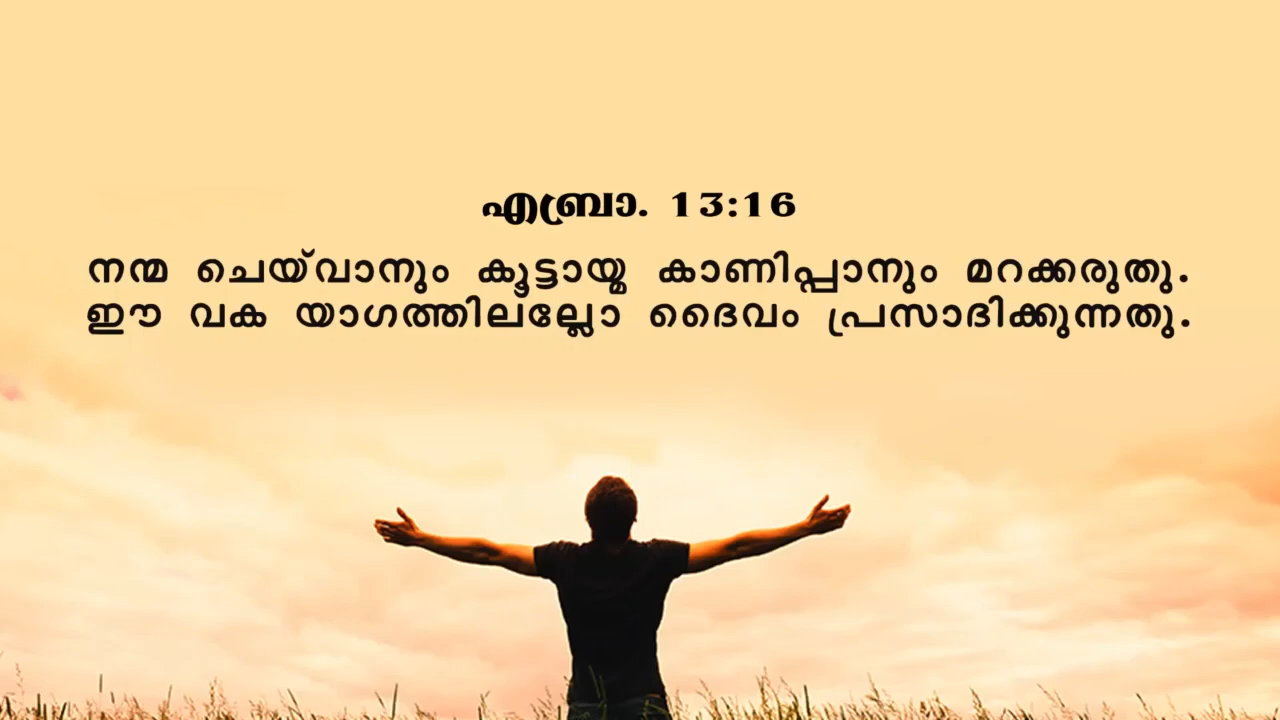 എബ്രാ. 13:16
നന്മ ചെയ്‌വാനും കൂട്ടായ്മ കാണിപ്പാനും മറക്കരുതു.
ഈ വക യാഗത്തിലല്ലോ ദൈവം പ്രസാദിക്കുന്നതു.